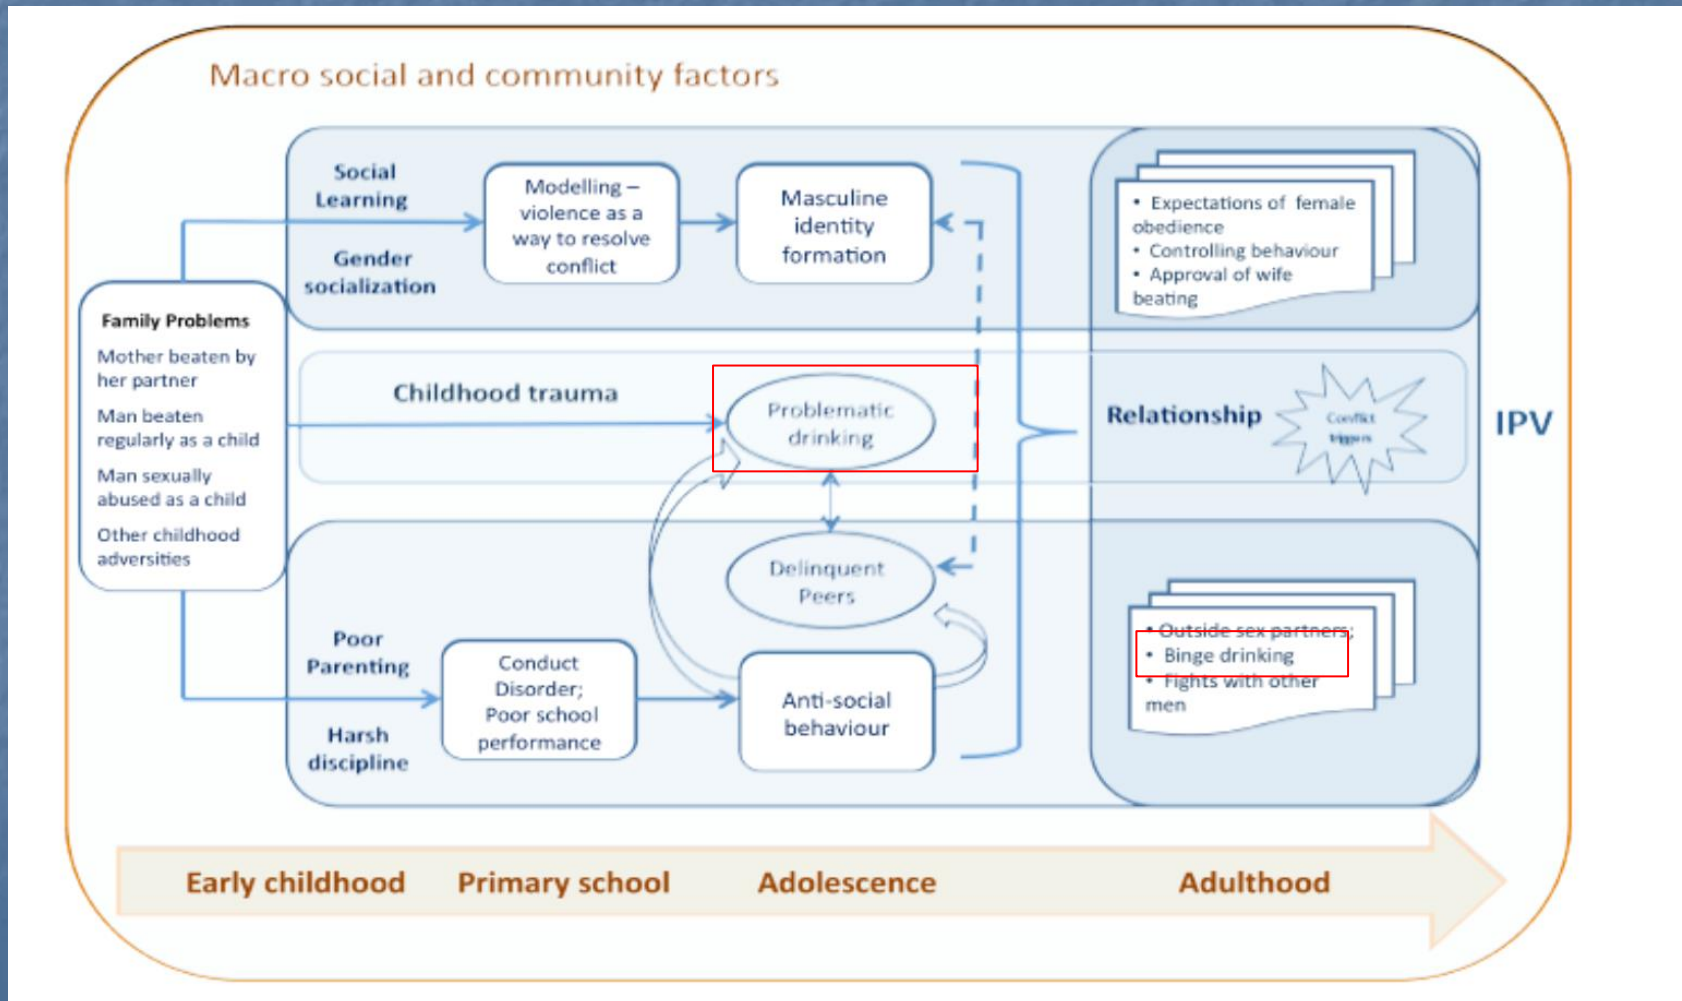 Macro social and community factors
Social
Learning
Gender
socialization
Modelling –
violence as a
way to resolve
conflict
Masculine
identity
formation
• Expectations of female
obedience
• Controlling behaviour
• Approval of wife
beating
Family Problems
Mother beaten by
her partner
Man beaten
regularly as a child
Man sexually
abused as a child
Other childhood
adversities
Childhood trauma
Problematic
drinking
Relationship
Conflict
triggers
IPV
Delinquent
Peers
Poor
Parenting
Harsh
discipline
Conduct
Disorder;
Poor school
performance
Anti-social
behaviour
• Outside sex partners;
• Binge drinking
• Fights with other
men
Early childhood
Primary school
Adolescence
Adulthood